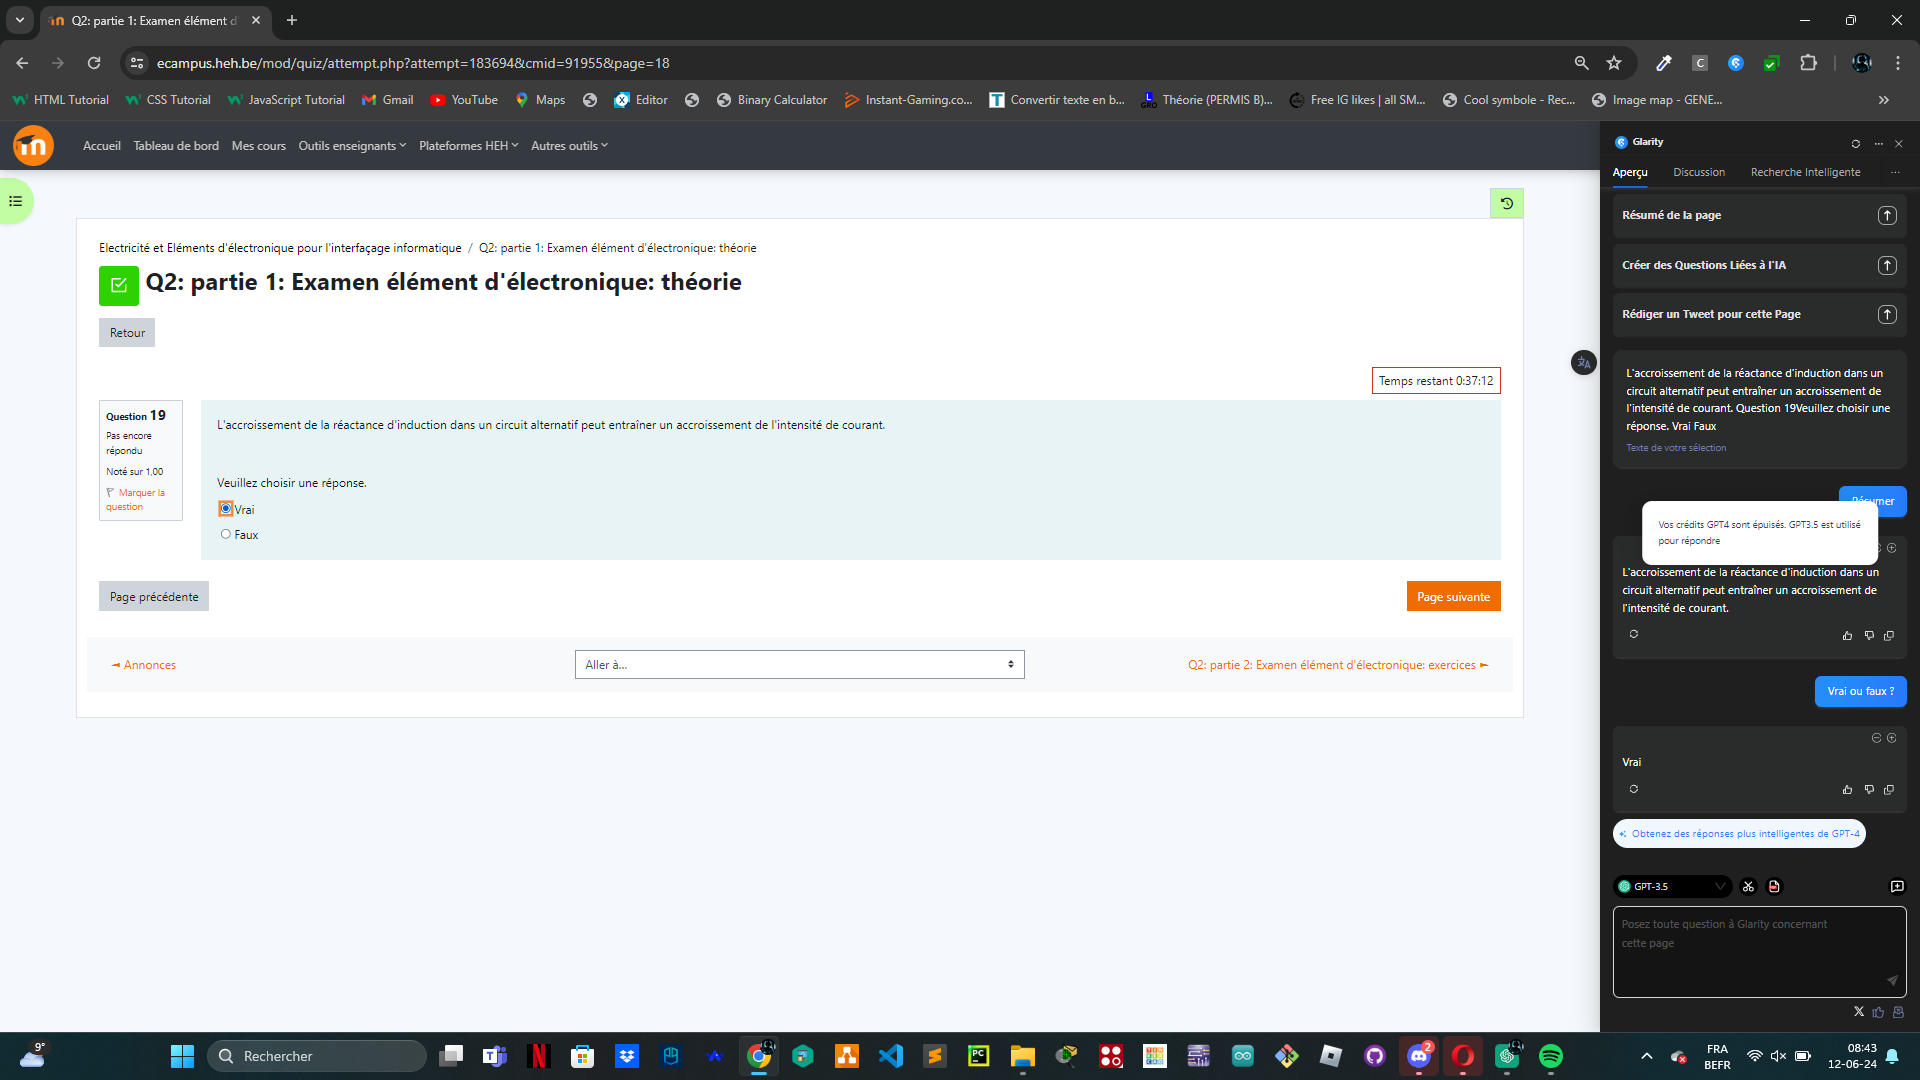 Q2: partie 1: Examen élément d'
ecampus.heh.be/mod/quiz/attempt.php?attempt=183694&cmid=91955&page=18
HTML Tutorial
CSS Tutorial
JavaScript Tutorial
Gmail
YouTube
Maps
Editor
Binary Calculator
Instant-Gaming.co...
Convertir texte en b...
Théorie (PERMIS B)...
Free IG likes | all SM...
Cool symbole - Rec...
Image map - GENE...
Accueil
Tableau de bord
Mes cours
Outils enseignants
Plateformes HEH
Autres outils
Electricité et Eléments d'électronique pour l'interfaçage informatique / Q2: partie 1: Examen élément d'électronique: théorie
Q2: partie 1: Examen élément d'électronique: théorie
Retour
Temps restant 0:37:12
Question 19
Pas encore
répondu
Noté sur 1,00
Marquer la
question
L'accroissement de la réactance d'induction dans un circuit alternatif peut entraîner un accroissement de l'intensité de courant.
Veuillez choisir une réponse.
Vrai
Faux
Page précédente
Page suivante
◄ Annonces
Aller à...
Q2: partie 2: Examen élément d'électronique: exercices ►
Glarity
Aperçu
Discussion
Recherche Intelligente
Résumé de la page
Créer des Questions Liées à l'IA
Rédiger un Tweet pour cette Page
L'accroissement de la réactance d'induction dans un
circuit alternatif peut entraîner un accroissement de
l'intensité de courant. Question 19Veuillez choisir une
réponse. Vrai Faux
Texte de votre sélection
Résumer
Vos crédits GPT4 sont épuisés. GPT3.5 est utilisé
pour répondre
L'accroissement de la réactance d'induction dans un
circuit alternatif peut entraîner un accroissement de
l'intensité de courant.
Vrai ou faux ?
Vrai
Obtenez des réponses plus intelligentes de GPT-4
GPT-3.5
Posez toute question à Glarity concernant
cette page
9°
Rechercher
2
FRA
BEFR
08:43
12-06-24